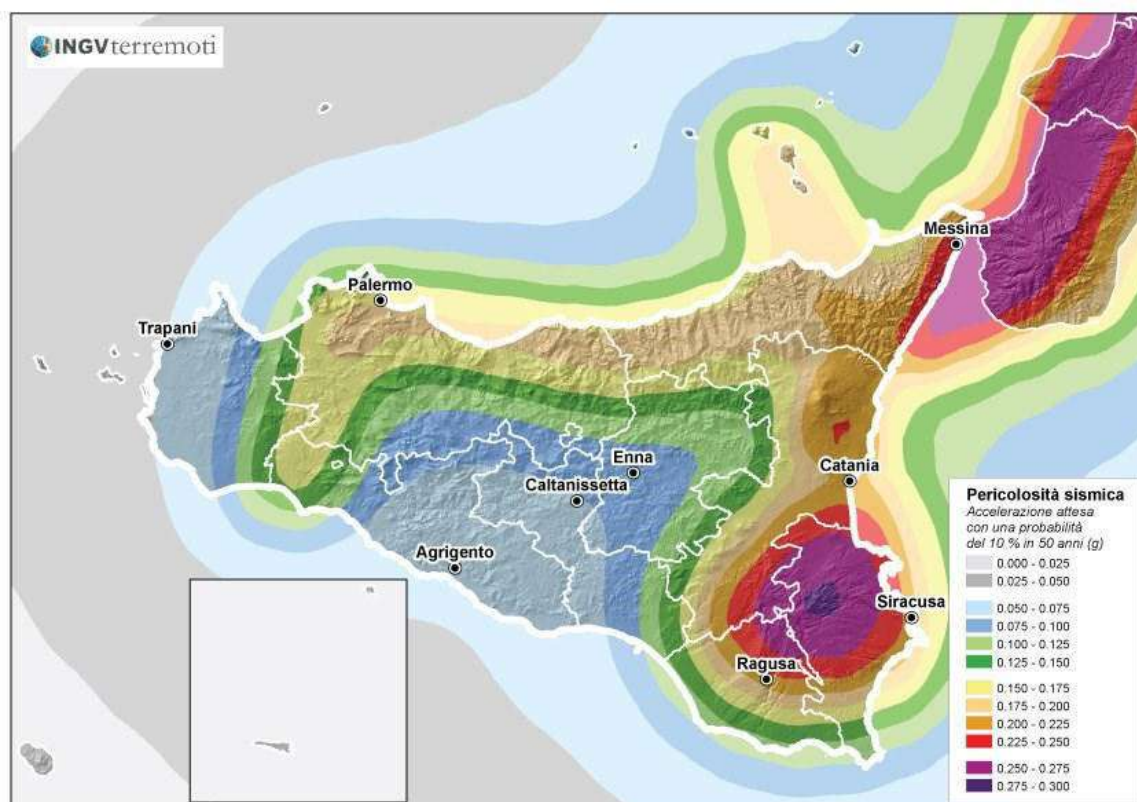 INGVterremoti
Messina
Palermo
Trapani
Enna
Catania
Caltanissetta
Agrigento
Siracusa
Ragusa
Pericolosità sismica
Accelerazione attesa
con una probabilità
del 10 % in 50 anni (g)
0.000 - 0.025
0.025 - 0.050
0.050 - 0.075
0.075 - 0.100
0.100 - 0.125
0.125 - 0.150
0.150 - 0.175
0.175 - 0.200
0.200 - 0.225
0.225 - 0.250
0.250 - 0.275
0.275 - 0.300